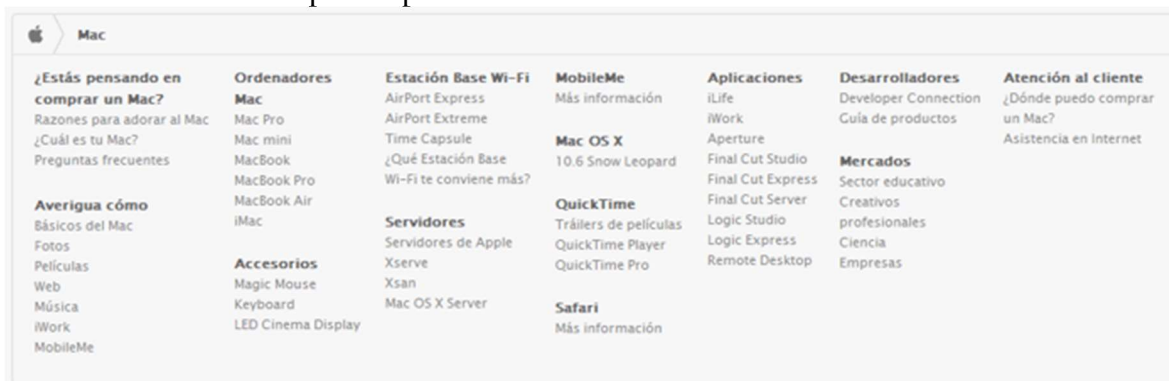 Mac
¿Estás pensando en
comprar un Mac?
Razones para adorar al Mac
¿Cuál es tu Mac?
Preguntas frecuentes
Averigua cómo
Básicos del Mac
Fotos
Películas
Web
Música
iWork
MobileMe
Ordenadores
Mac
Mac Pro
Mac mini
MacBook
MacBook Pro
MacBook Air
iMac
Accesorios
Magic Mouse
Keyboard
LED Cinema Display
Estación Base Wi-Fi
AirPort Express
AirPort Extreme
Time Capsule
¿Qué Estación Base
Wi-Fi te conviene más?
Servidores
Servidores de Apple
Xserve
Xsan
Mac OS X Server
MobileMe
Más información
Mac OS X
10.6 Snow Leopard
QuickTime
Tráilers de películas
QuickTime Player
QuickTime Pro
Safari
Más información
Aplicaciones
iLife
iWork
Aperture
Final Cut Studio
Final Cut Express
Final Cut Server
Logic Studio
Logic Express
Remote Desktop
Desarrolladores
Developer Connection
Guía de productos
Mercados
Sector educativo
Creativos
profesionales
Ciencia
Empresas
Atención al cliente
¿Dónde puedo comprar
un Mac?
Asistencia en Internet